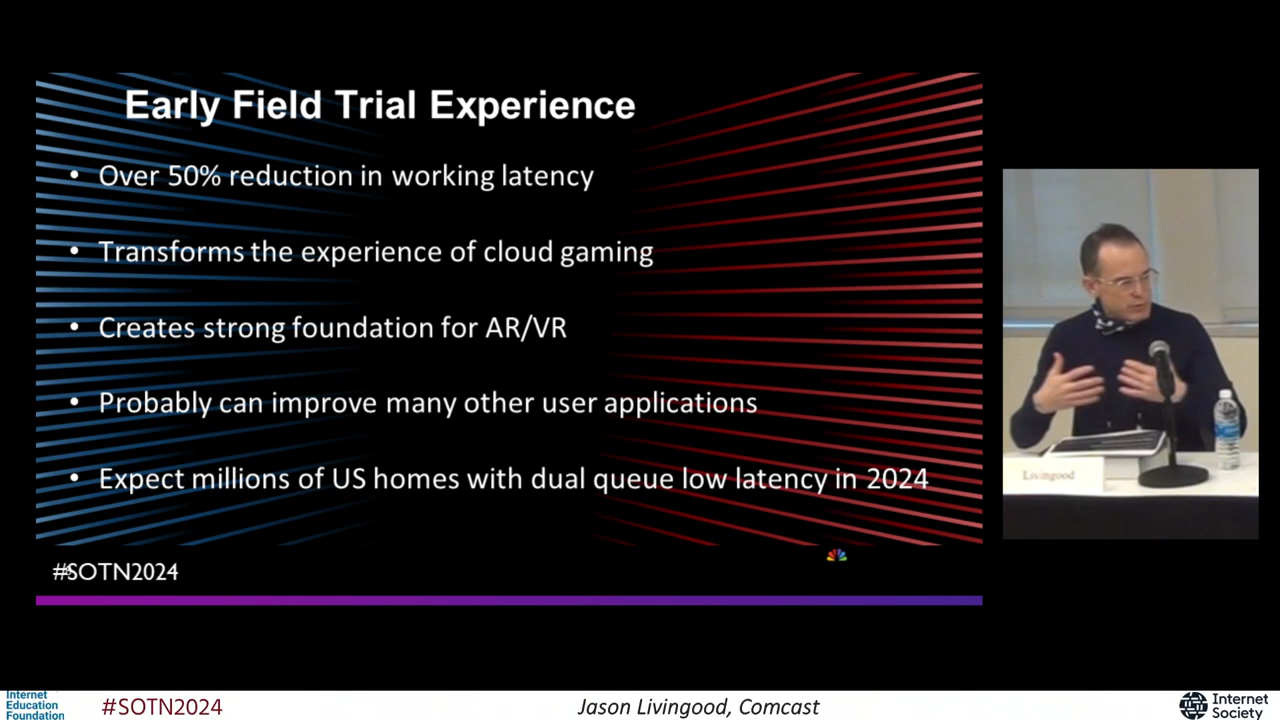 Early Field Trial Experience
• Over 50% reduction in working latency
• Transforms the experience of cloud gaming
• Creates strong foundation for AR/VR
• Probably can improve many other user applications
• Expect millions of US homes with dual queue low latency in 2024
Livingood
#SOTN2024
Internet
Education
Foundation
#SOTN2024
Jason Livingood, Comcast
Internet
Society